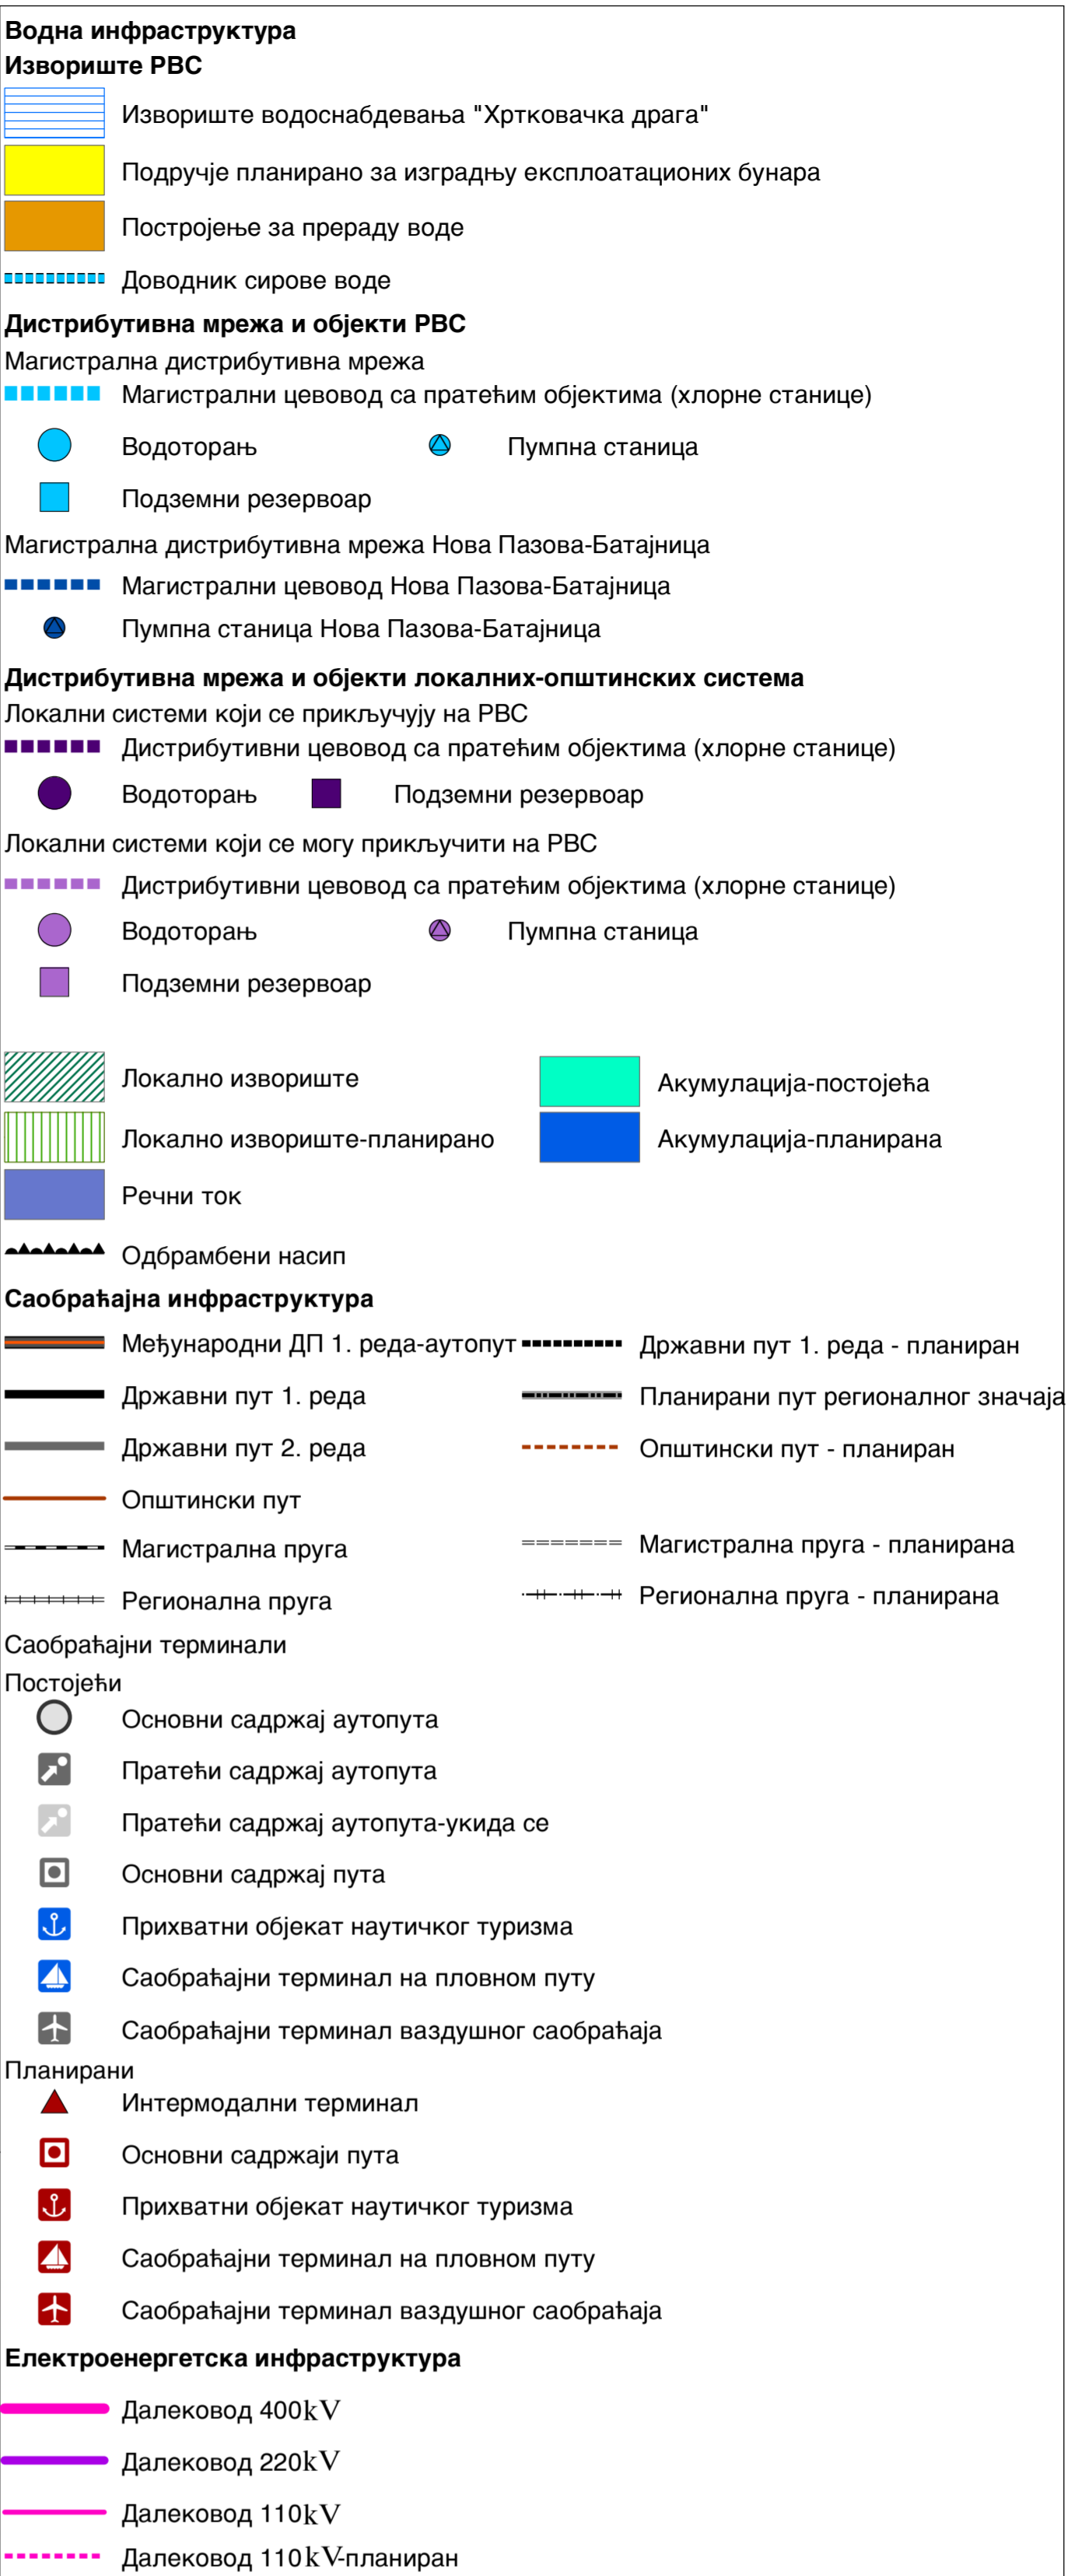 Водна инфраструктура
Извориште РВС
Извориште водоснабдевања "Хртковачка драга"
Подручје планирано за изградњу експлоатационих бунара
Постројење за прераду воде
Доводник сирове воде
Дистрибутивна мрежа и објекти РВС
Магистрална дистрибутивна мрежа
Магистрални цевовод са пратећим објектима (хлорне станице)
Водоторањ Пумпна станица
Подземни резервоар
Магистрална дистрибутивна мрежа Нова Пазова-Батајница
Магистрални цевовод Нова Пазова-Батајница
Пумпна станица Нова Пазова-Батајница
Дистрибутивна мрежа и објекти локалних-општинских система
Локални системи који се прикључују на РВС
Дистрибутивни цевовод са пратећим објектима (хлорне станице)
Водоторањ Подземни резервоар
Локални системи који се могу прикључити на РВС
Дистрибутивни цевовод са пратећим објектима (хлорне станице)
Водоторањ Пумпна станица
Подземни резервоар
Локално извориште Акумулација-постојећа
Локално извориште-планирано Акумулација-планирана
Речни ток
Одбрамбени насип
Саобраћајна инфраструктура
Међународни ДП 1. реда-аутопут Државни пут 1. реда - планиран
Државни пут 1. реда Планирани пут регионалног значаја
Државни пут 2. реда Општински пут - планиран
Општински пут
Магистрална пруга Магистрална пруга - планирана
Регионална пруга Регионална пруга - планирана
Саобраћајни терминали
Постојећи
Основни садржај аутопута
Пратећи садржај аутопута
Пратећи садржај аутопута-укида се
Основни садржај пута
Прихватни објекат наутичког туризма
Саобраћајни терминал на пловном путу
Саобраћајни терминал ваздушног саобраћаја
Планирани
Интермодални терминал
Основни садржаји пута
Прихватни објекат наутичког туризма
Саобраћајни терминал на пловном путу
Саобраћајни терминал ваздушног саобраћаја
Електроенергетска инфраструктура
Далековод 400kV
Далековод 220kV
Далековод 110kV
Далековод 110kV-планиран